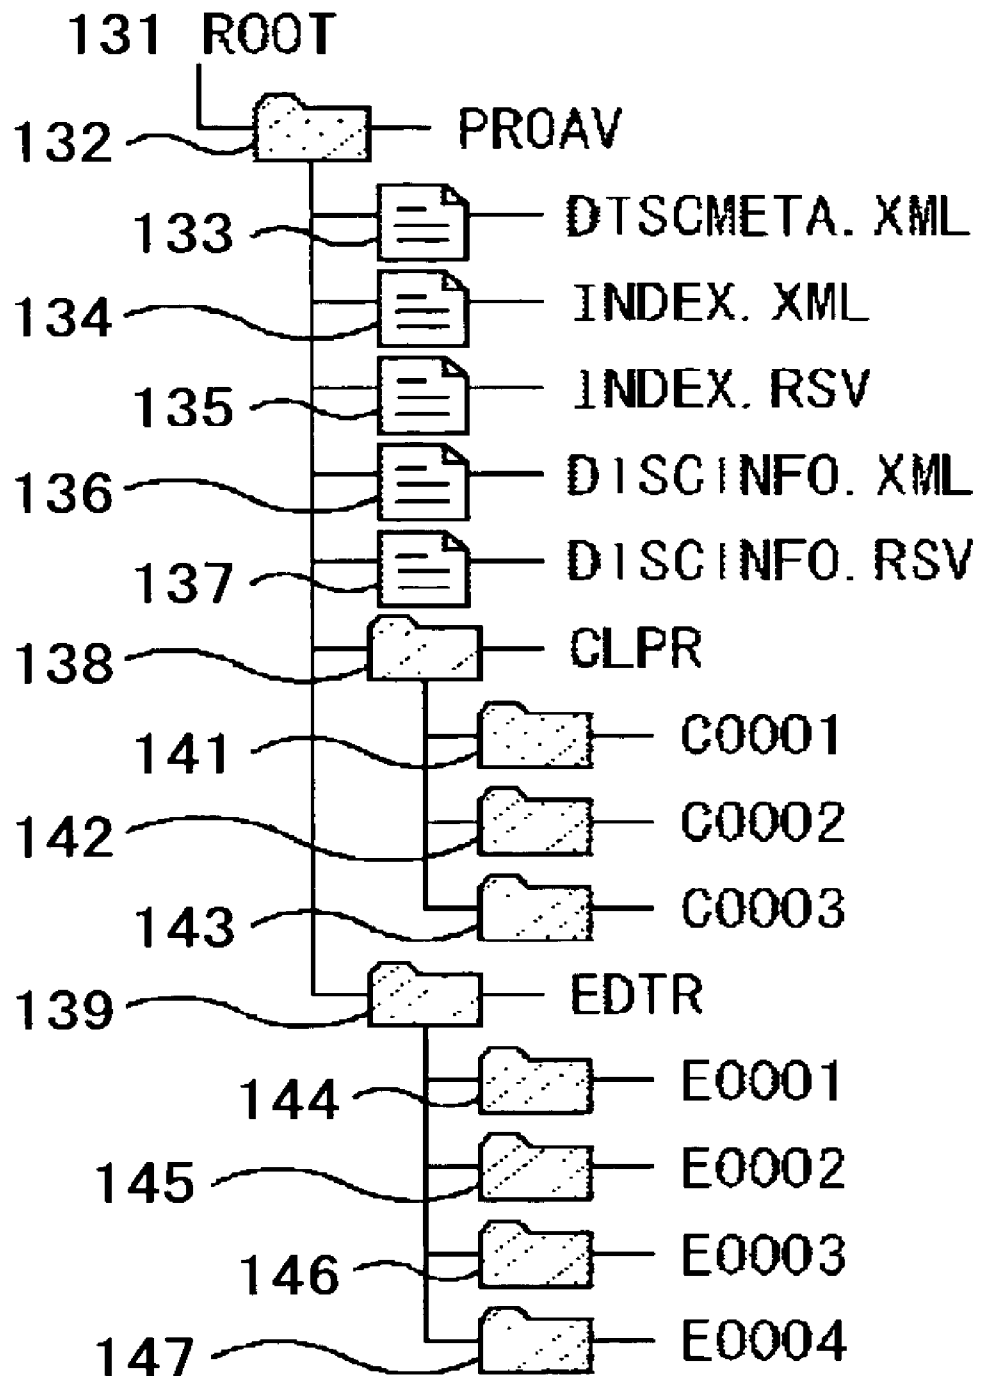 131 ROOT
132 PROAV
133 DISCMETA.XML
134 INDEX.XML
135 INDEX.RSV
136 DISCINFO.XML
137 DISCINFO.RSV
138 CLPR
141 C0001
142 C0002
143 C0003
139 EDTR
144 E0001
145 E0002
146 E0003
147 E0004